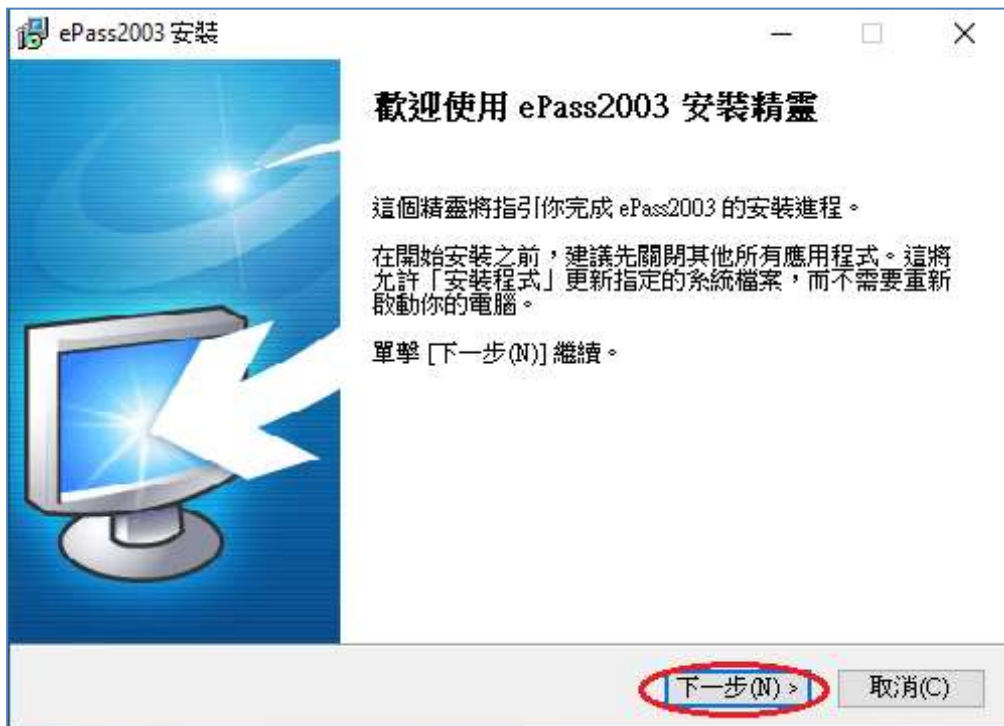 ePass2003 安裝
歡迎使用 ePass2003 安裝精靈
這個精靈將指引你完成 ePass2003 的安裝進程。
在開始安裝之前，建議先關閉其他所有應用程式。這將
允許「安裝程式」更新指定的系統檔案，而不需要重新
啟動你的電腦。
單擊 [下一步(N)] 繼續。
下一步(N) >
取消(C)